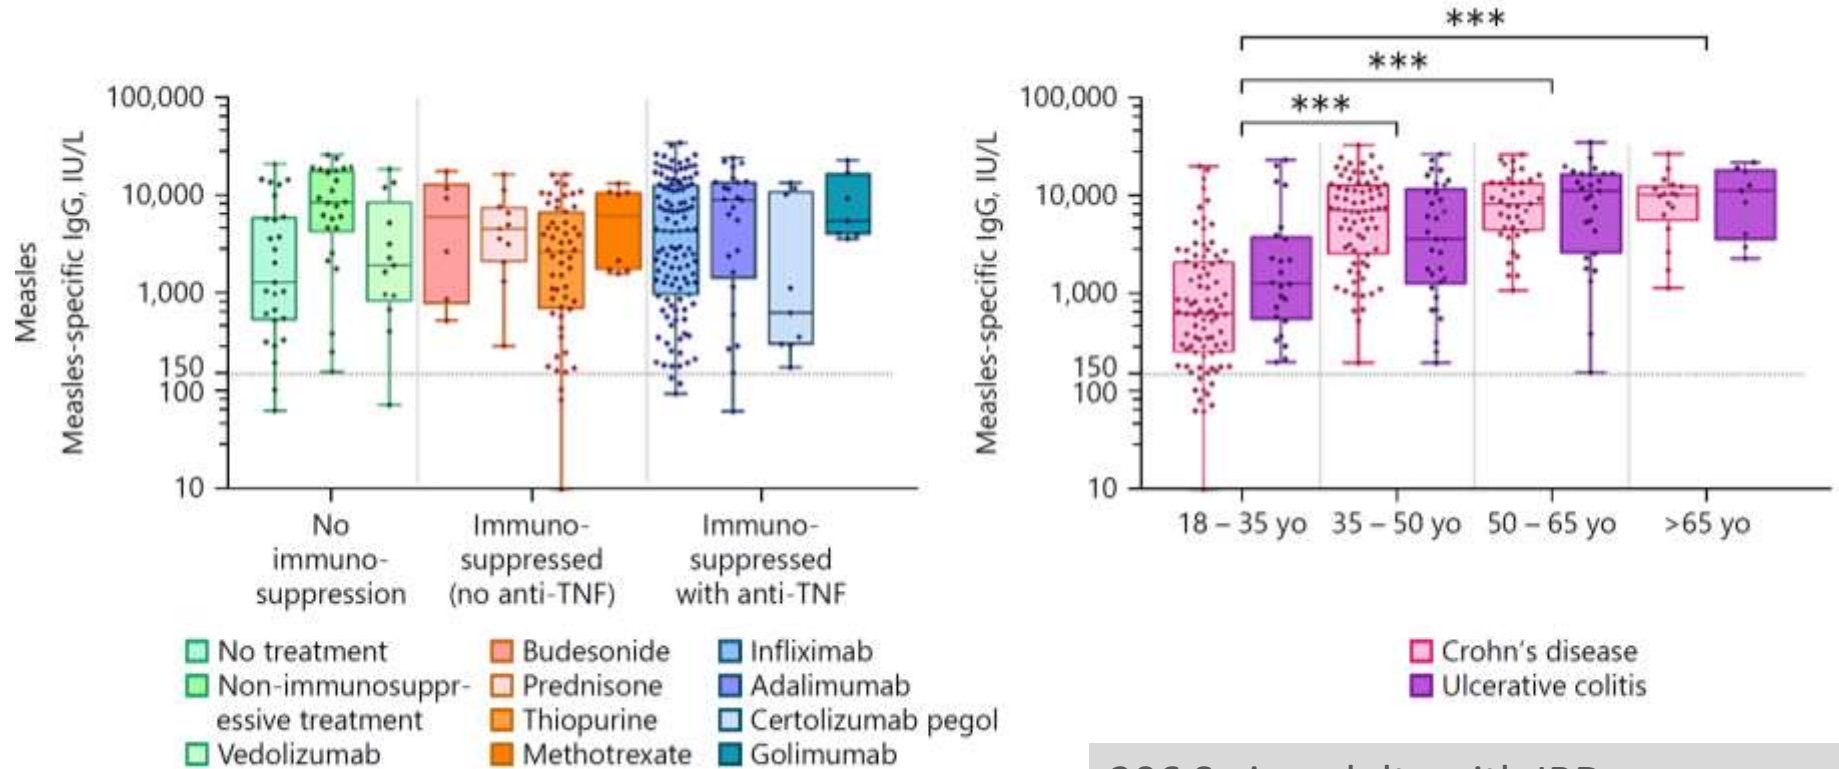 Measles
Measles-specific IgG, IU/L
100,000
10,000
1,000
150
100
10
No
immuno-
suppression
Immuno-
suppressed
(no anti-TNF)
Immuno-
suppressed
with anti-TNF
No treatment
Non-immunosuppr-
essive treatment
Vedolizumab
Budesonide
Prednisone
Thiopurine
Methotrexate
Infliximab
Adalimumab
Certolizumab pegol
Golimumab
***
***
***
Measles-specific IgG, IU/L
100,000
10,000
1,000
150
100
10
18 – 35 yo
35 – 50 yo
50 – 65 yo
>65 yo
Crohn's disease
Ulcerative colitis